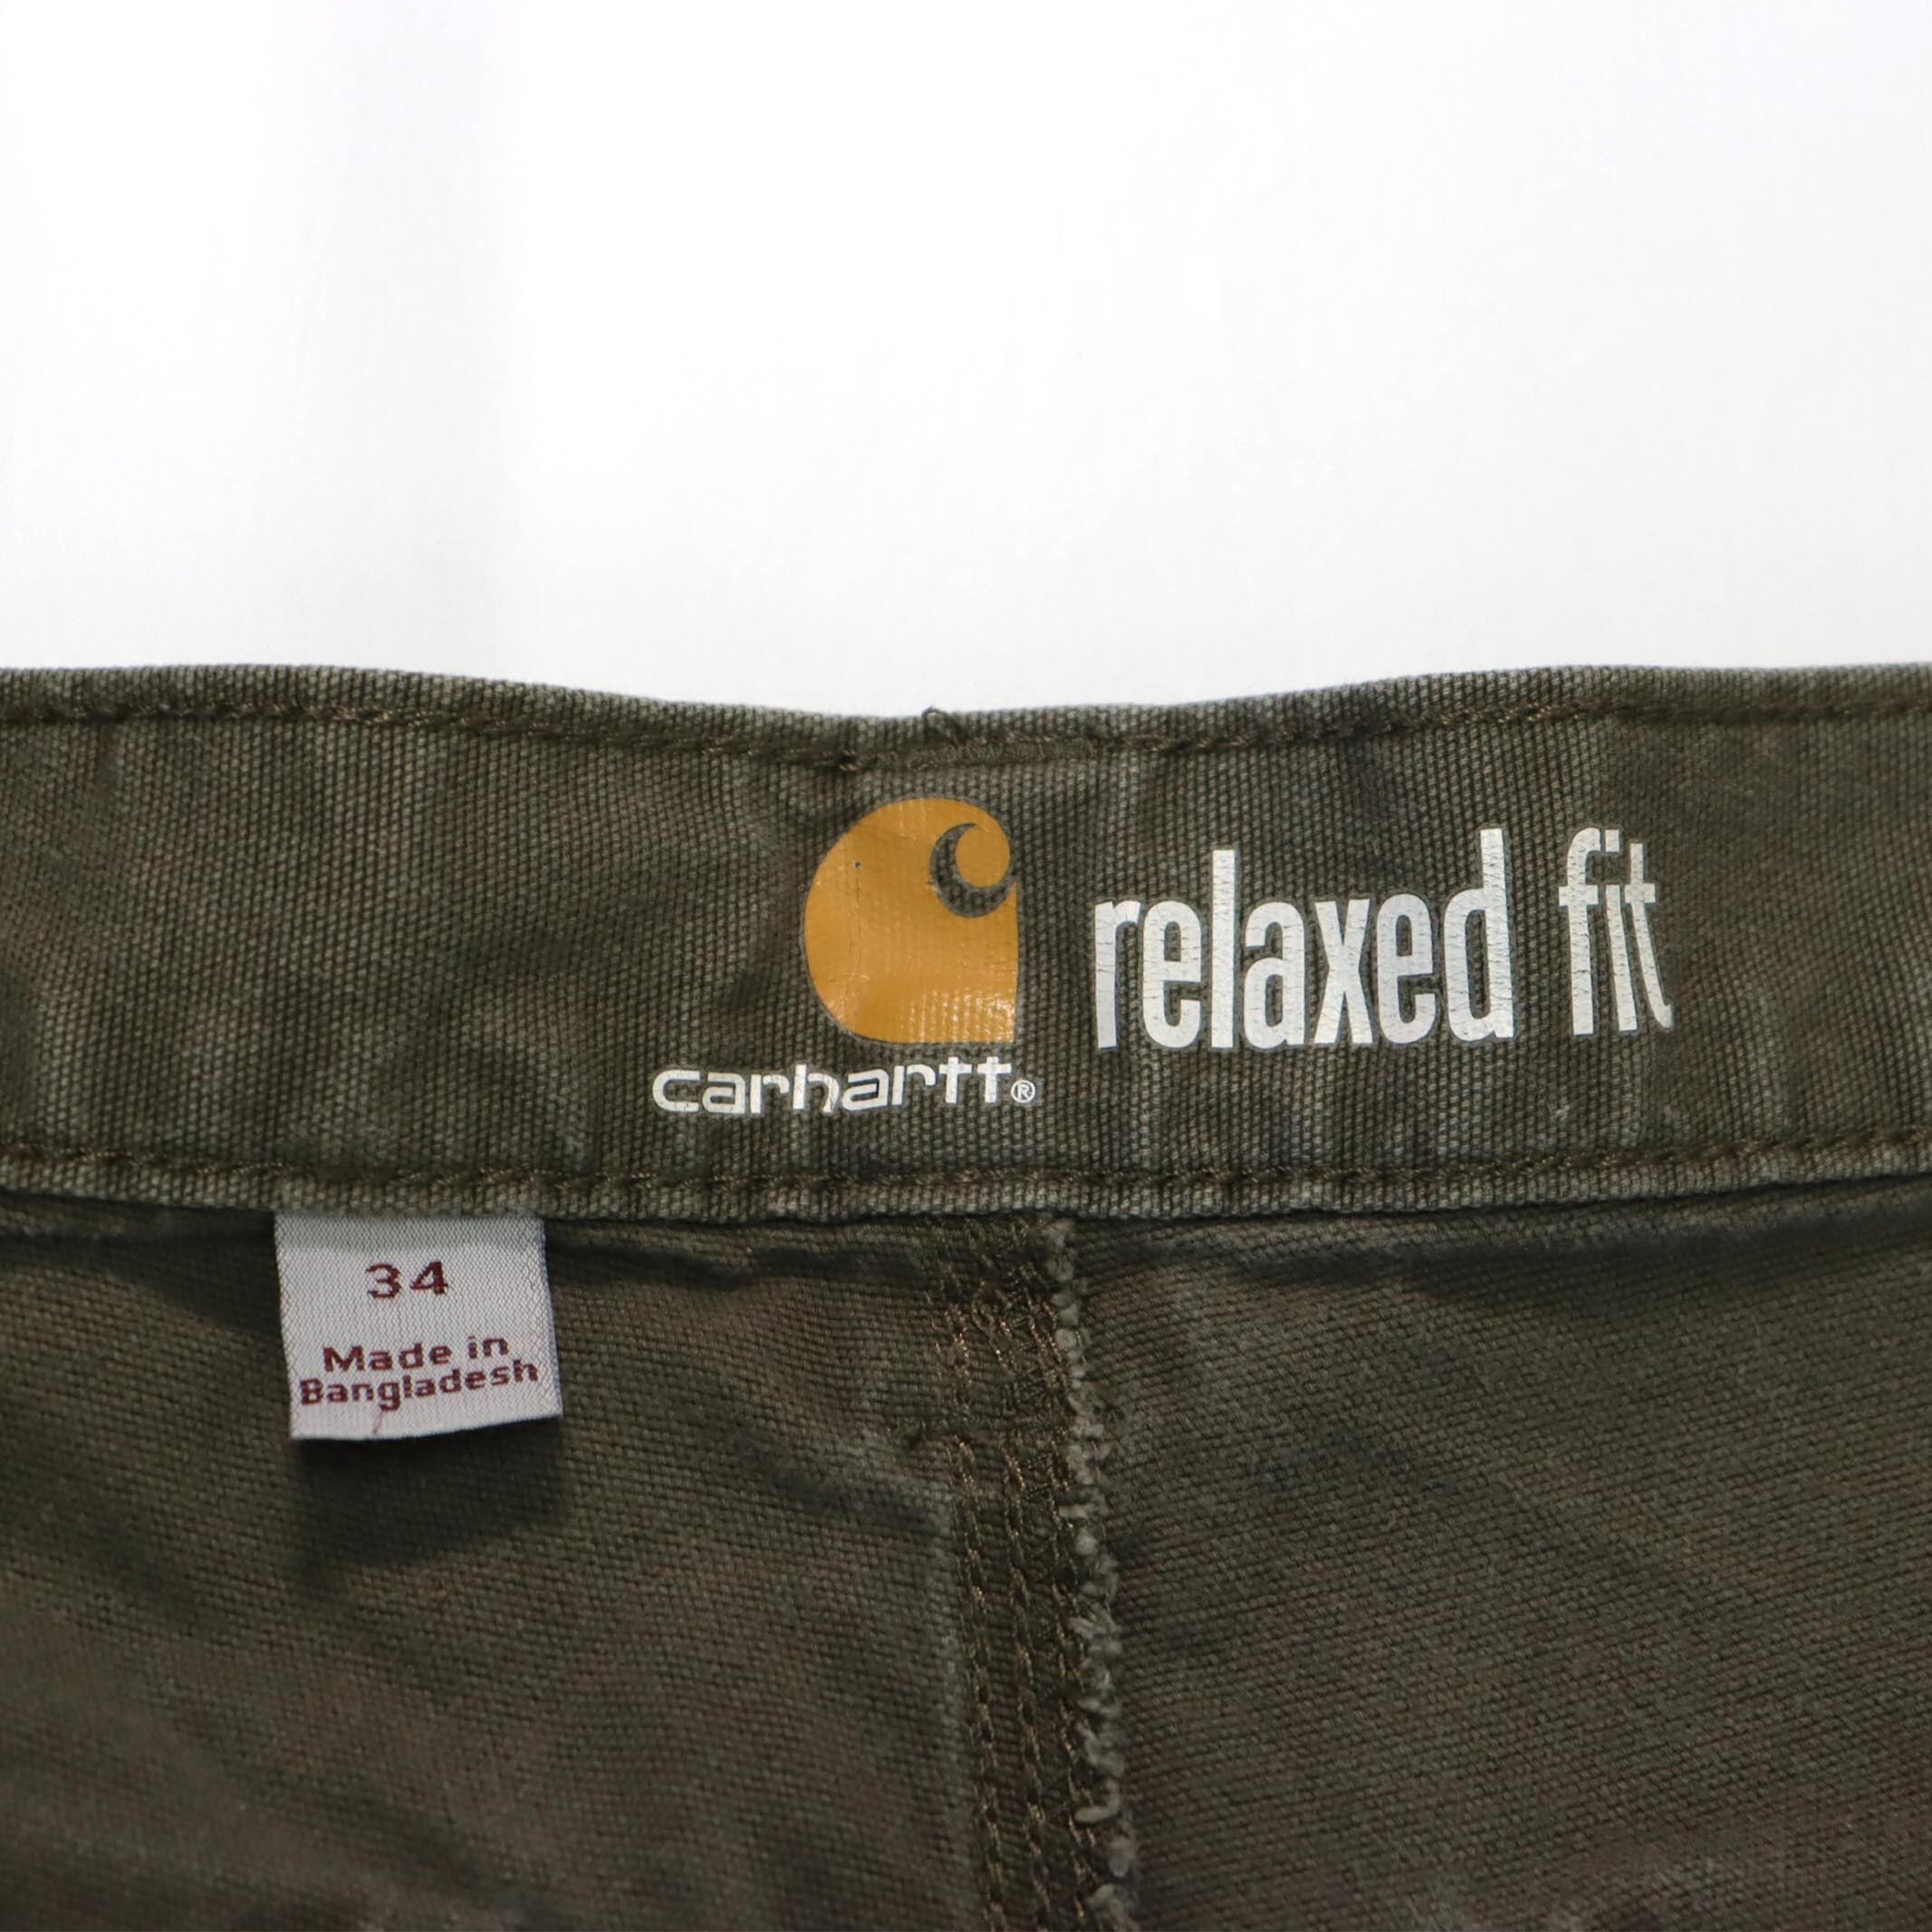 relaxed fit
carhartt®
34
Made in
Bangladesh